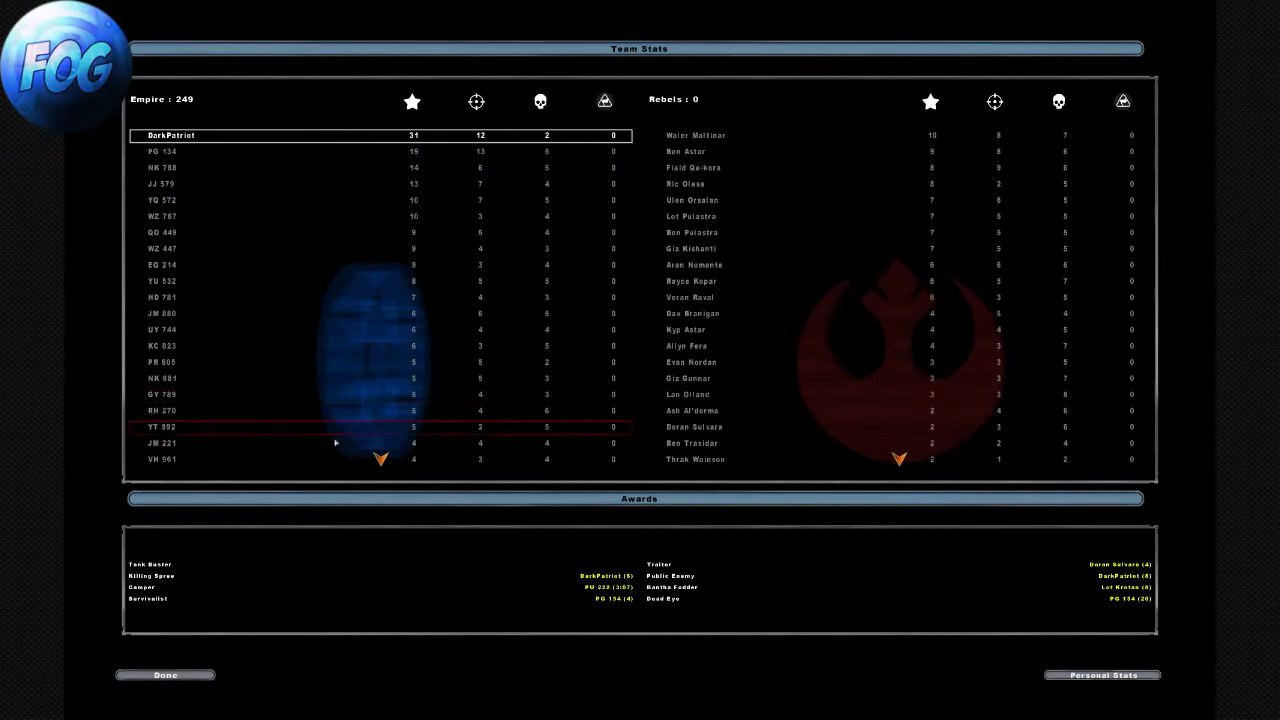 FOG
Team Stats
Empire : 249
DarkPatriot 31 12 2 0
PG 134 19 13 5 0
NK 788 14 6 5 0
JJ 579 13 7 4 0
YQ 572 10 7 5 0
WZ 767 10 3 4 0
QO 449 9 5 4 0
WZ 447 9 4 3 0
EQ 214 9 3 4 0
YU 532 8 5 5 0
HD 781 7 4 3 0
JM 880 6 6 5 0
UY 744 6 4 4 0
KC 823 6 3 5 0
PR 605 5 5 2 0
NK 681 5 5 3 0
GY 789 5 4 3 0
RH 270 5 4 6 0
YT 992 5 2 5 0
JM 221 4 4 4 0
VH 961 4 3 4 0
Rebels : 0
Waler Maltinar 10 8 7 0
Ben Astar 9 8 6 0
Fiaid Qe-kora 8 9 6 0
Ric Olesa 8 2 5 0
Ulen Orsalan 7 6 5 0
Lot Pulastra 7 5 5 0
Ben Pulastra 7 5 5 0
Giz Kishanti 7 5 5 0
Aran Nomante 6 6 6 0
Rayce Kopar 6 5 7 0
Veran Raval 6 3 5 0
Dax Branigan 4 5 4 0
Kyp Astar 4 4 5 0
Allyn Fera 4 3 7 0
Evan Nordan 3 3 5 0
Giz Gunnar 3 3 7 0
Lan Olland 3 3 8 0
Ash Al'dorma 2 4 6 0
Doran Sulvara 2 3 6 0
Ben Trasidar 2 2 4 0
Thrak Wainson 2 1 2 0
Awards
Tank Buster
Killing Spree DarkPatriot (6)
Camper PU 222 (3:07)
Survivalist PG 134 (4)
Traitor Doran Sulvara (4)
Public Enemy DarkPatriot (8)
Bantha Fodder Lot Krotan (8)
Dead Eye PG 134 (20)
Done
Personal Stats